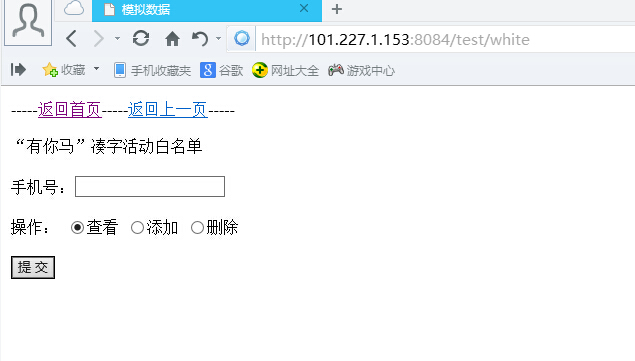 模拟数据
http://101.227.1.153:8084/test/white
收藏 手机收藏夹 谷歌 网址大全 游戏中心
-----返回首页-----返回上一页-----
“有你马”凑字活动白名单
手机号：
操作： 查看 添加 删除
提交